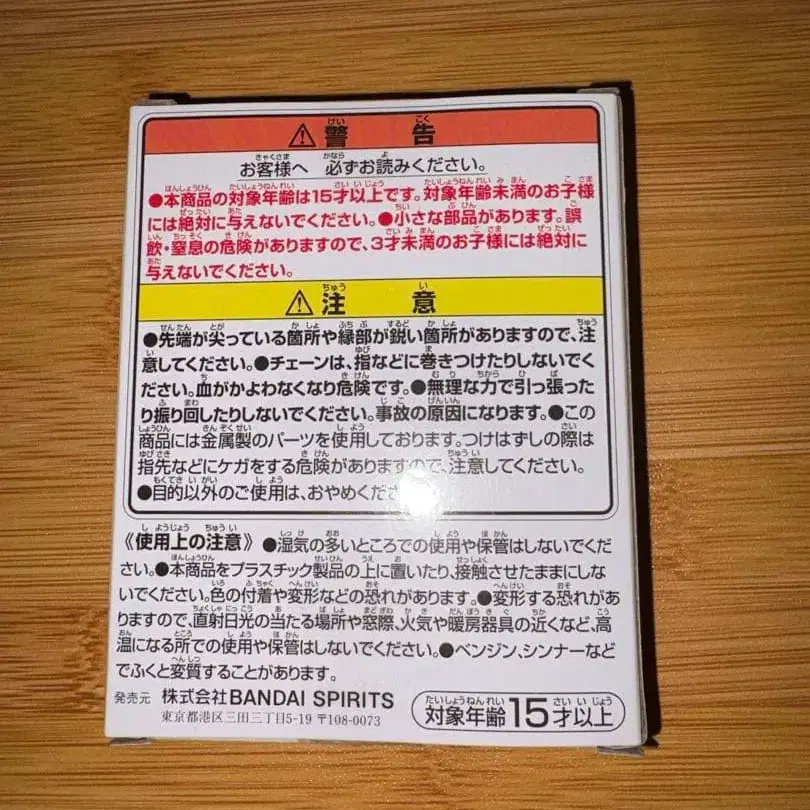 ⚠警告
お客様へ 必ずお読みください。
●本商品の対象年齢は15才以上です。対象年齢未満のお子様
には絶対に与えないでください。●小さな部品があります。誤
飲・窒息の危険がありますので、3才未満のお子様には絶対に
与えないでください。
⚠注意
●先端が尖っている箇所や縁部が鋭い箇所がありますので、注
意してください。●チェーンは、指などに巻きつけたりしないでく
ださい。血がかよわなくなり危険です。●無理な力で引っ張った
り振り回したりしないでください。事故の原因になります。●この
商品には金属製のパーツを使用しております。つけはずしの際は
指先などにケガをする危険がありますので、注意してください。
●目的以外のご使用は、おやめくださ
《使用上の注意》●湿気の多いところでの使用や保管はしないでくだ
さい。●本商品をプラスチック製品の上に置いたり、接触させたままにしな
いでください。色の付着や変形などの恐れがあります。●変形する恐れがあ
りますので、直射日光の当たる場所や窓際、火気や暖房器具の近くなど、高
温になる所での使用や保管はしないでください。●ベンジン、シンナーなど
でふくと変質することがあります。
発売元 株式会社BANDAI SPIRITS
東京都港区三田三丁目5-19 〒108-0073
対象年齢15才以上